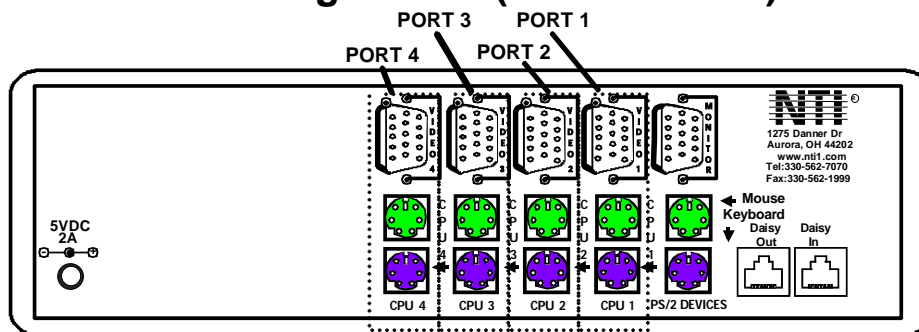 PORT 3 PORT 1
PORT 4 PORT 2
VIDEO 4
VIDEO 3
VIDEO 2
VIDEO 1
MONITOR
NTI ®
1275 Danner Dr
Aurora, OH 44202
www.nti1.com
Tel:330-562-7070
Fax:330-562-1999
CPU 4
CPU 3
CPU 2
CPU 1
Mouse
Keyboard
5VDC
2A
Daisy Out
Daisy In
CPU 4
CPU 3
CPU 2
CPU 1
PS/2 DEVICES